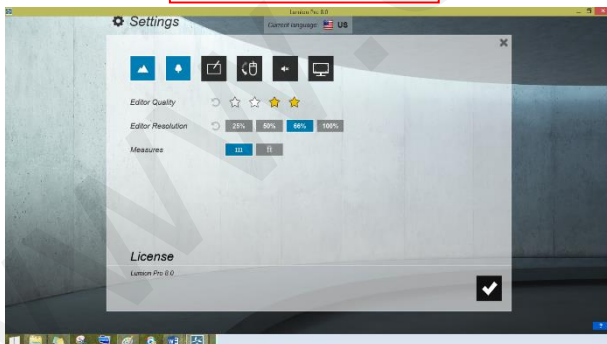 Lumion Pro 8.0
Settings
Current language: US
Editor Quality
Editor Resolution 25% 50% 66% 100%
Measures m ft
License
Lumion Pro 8.0